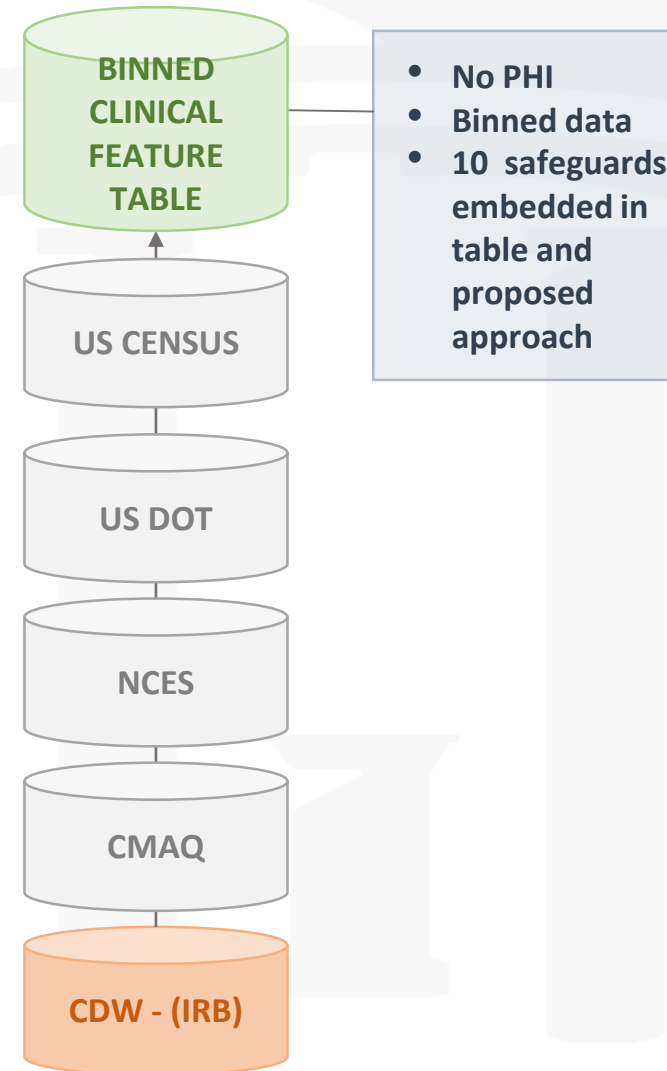 BINNED
CLINICAL
FEATURE
TABLE
• No PHI
• Binned data
• 10 safeguards
embedded in
table and
proposed
approach
US CENSUS
US DOT
NCES
CMAQ
CDW - (IRB)